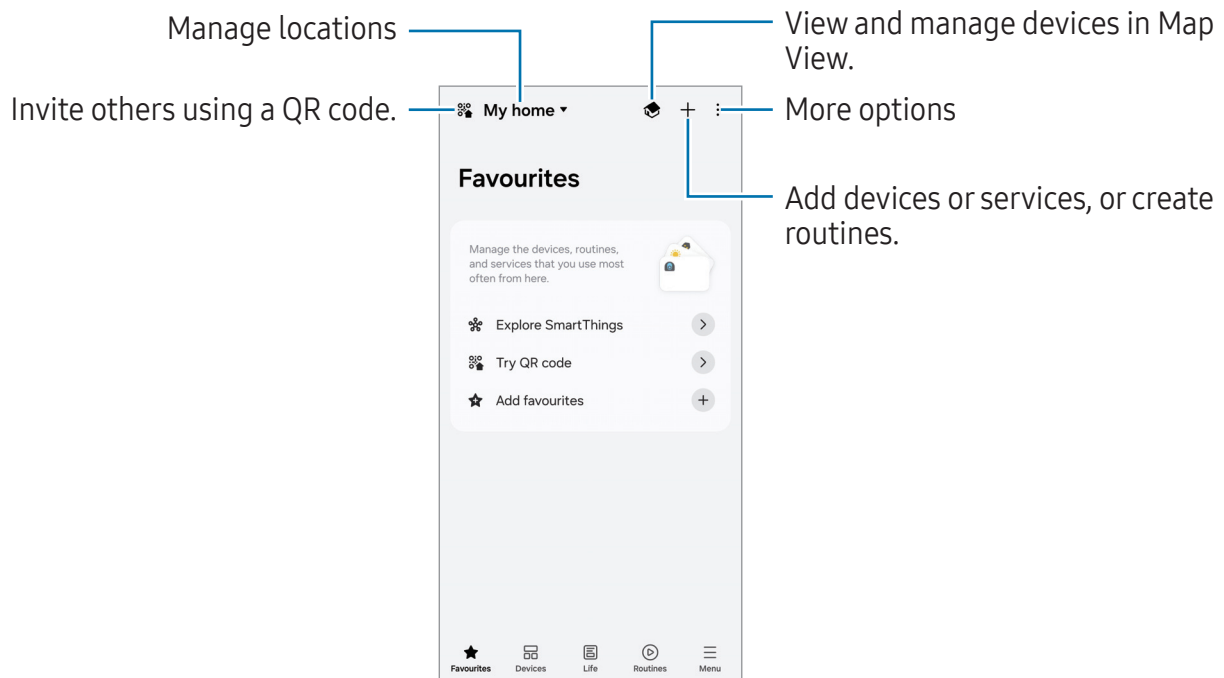 Manage locations
View and manage devices in Map
View.
Invite others using a QR code.
My home
More options
Favourites
Add devices or services, or create
routines.
Manage the devices, routines,
and services that you use most
often from here.
Explore SmartThings
Try QR code
Add favourites
Favourites
Devices
Life
Routines
Menu